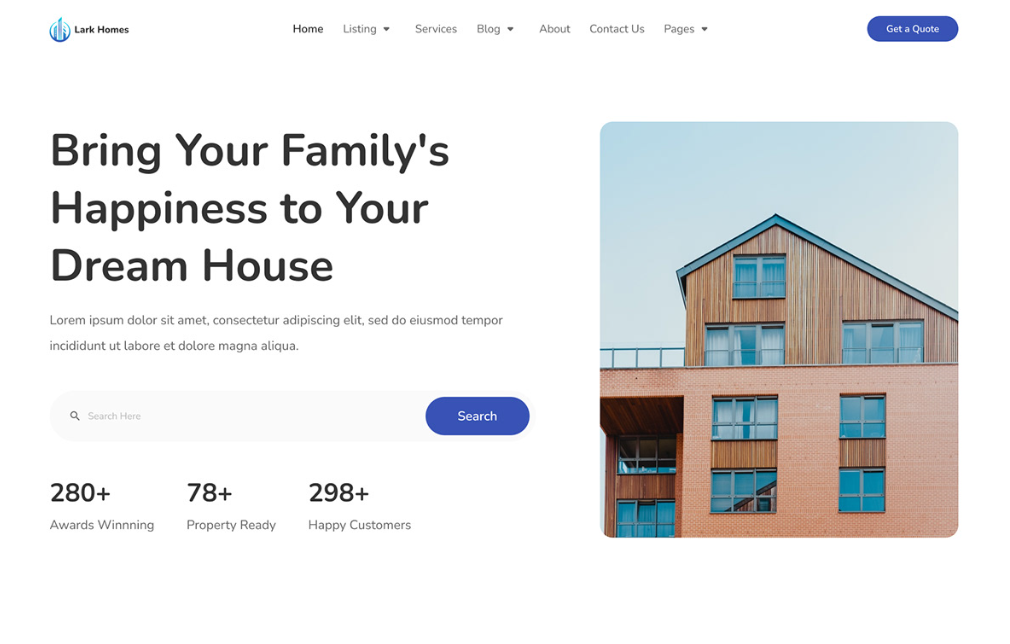 Lark Homes
Home Listing Services Blog About Contact Us Pages
Get a Quote
Bring Your Family's
Happiness to Your
Dream House
Lorem ipsum dolor sit amet, consectetur adipiscing elit, sed do eiusmod tempor
incididunt ut labore et dolore magna aliqua.
Search Here
Search
280+ 78+ 298+
Awards Winnning Property Ready Happy Customers